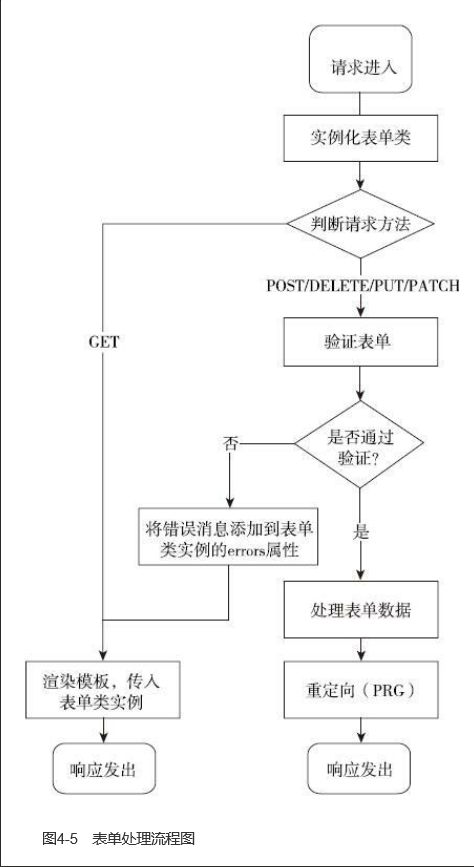 请求进入
实例化表单类
判断请求方法
POST/DELETE/PUT/PATCH
GET
验证表单
是否通过
验证?
否
将错误消息添加到表单
类实例的errors属性
是
处理表单数据
渲染模板，传入
表单类实例
重定向（PRG）
响应发出
响应发出
图4-5 表单处理流程图